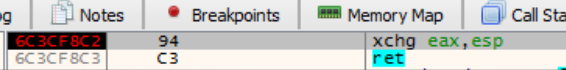 g Notes Breakpoints Memory Map Call Sta
6C3CF8C2 94 xchg eax,esp
6C3CF8C3 C3 ret